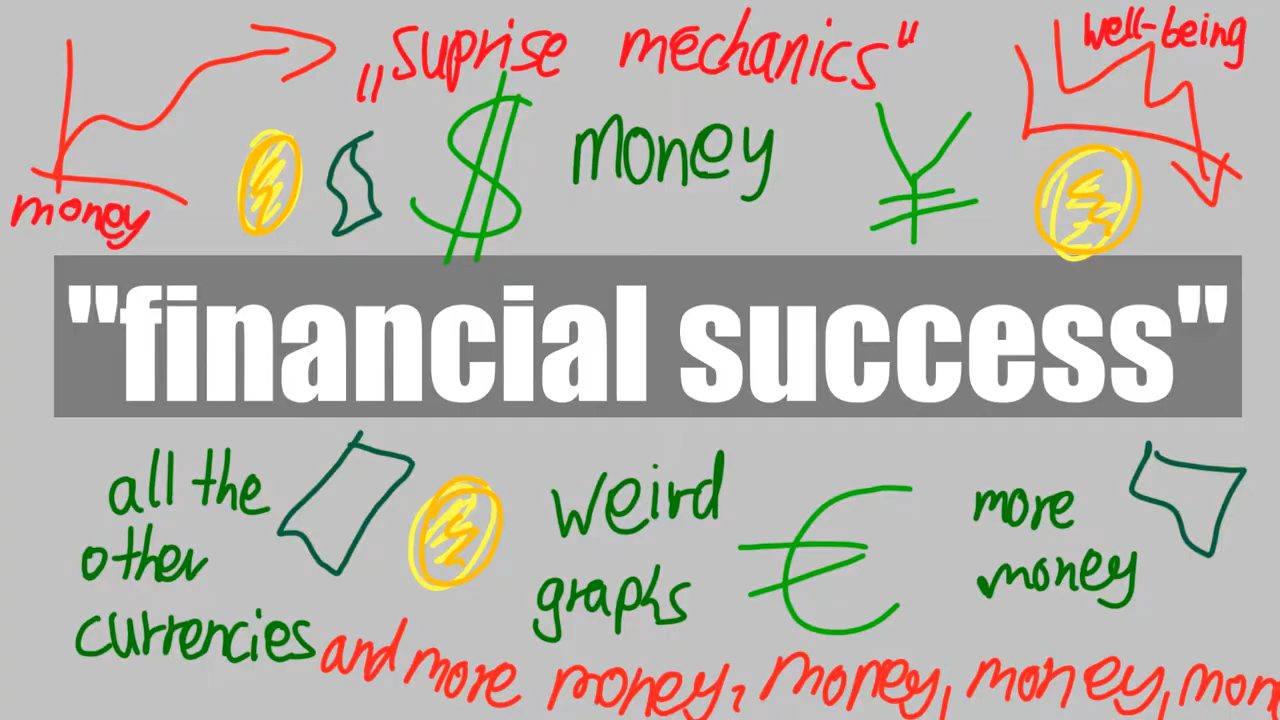 „suprise mechanics"
well-being
money
$
¥
money
"financial success"
all the
other
currencies
weird
graphs
€
more
money
and more money, money, money, mon